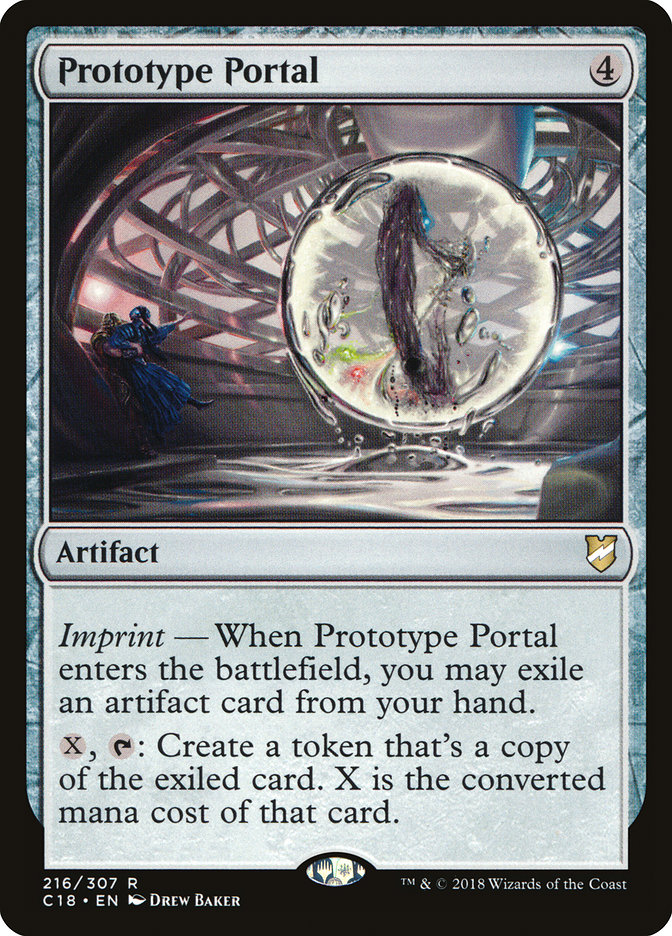 Prototype Portal 4
Artifact
Imprint — When Prototype Portal
enters the battlefield, you may exile
an artifact card from your hand.
X, : Create a token that's a copy
of the exiled card. X is the converted
mana cost of that card.
216/307 R
C18 • EN Drew Baker
™ & © 2018 Wizards of the Coast